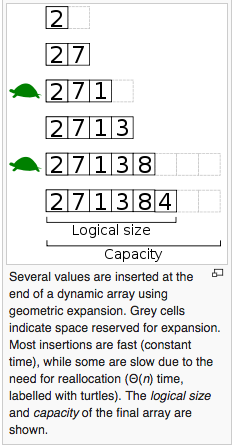 2
2 7
2 7 1
2 7 1 3
2 7 1 3 8
2 7 1 3 8 4
Logical size
Capacity
Several values are inserted at the
end of a dynamic array using
geometric expansion. Grey cells
indicate space reserved for expansion.
Most insertions are fast (constant
time), while some are slow due to the
need for reallocation (Θ(n) time,
labelled with turtles). The logical size
and capacity of the final array are
shown.